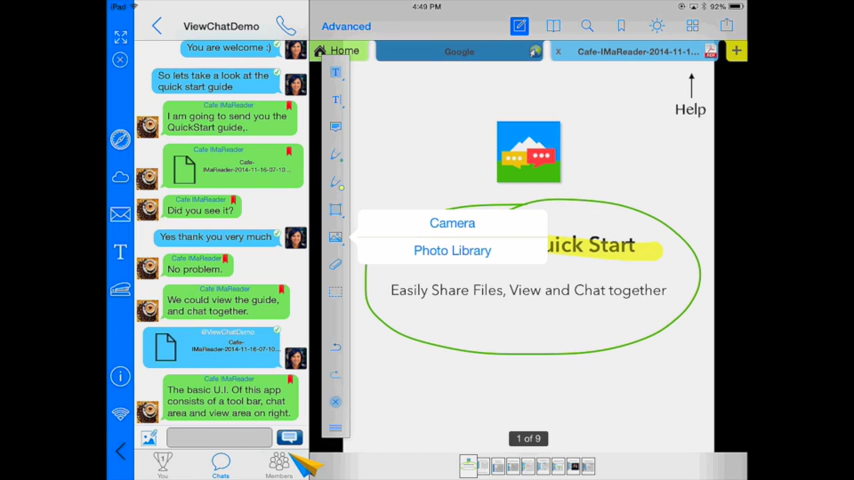 iPad
4:49 PM
92%
ViewChatDemo
Advanced
You are welcome :)
Home
Google
x
Cafe-IMaReader-2014-11-1...
PDF
+
So lets take a look at the
quick start guide
Help
Cafe IMaReader
I am going to send you the
QuickStart guide,.
Cafe IMaReader
Cafe-
IMaReader-2014-11-16-07-10...
Cafe IMaReader
Did you see it?
Yes thank you very much
Cafe IMaReader
No problem.
Cafe IMaReader
We could view the guide,
and chat together.
@ViewChatDemo
Cafe-
IMaReader-2014-11-16-07-10...
Cafe IMaReader
The basic U.I. Of this app
consists of a tool bar, chat
area and view area on right.
T
T
T
Camera
Photo Library
uick Start
Easily Share Files, View and Chat together
1 of 9
1
You
Chats
Members